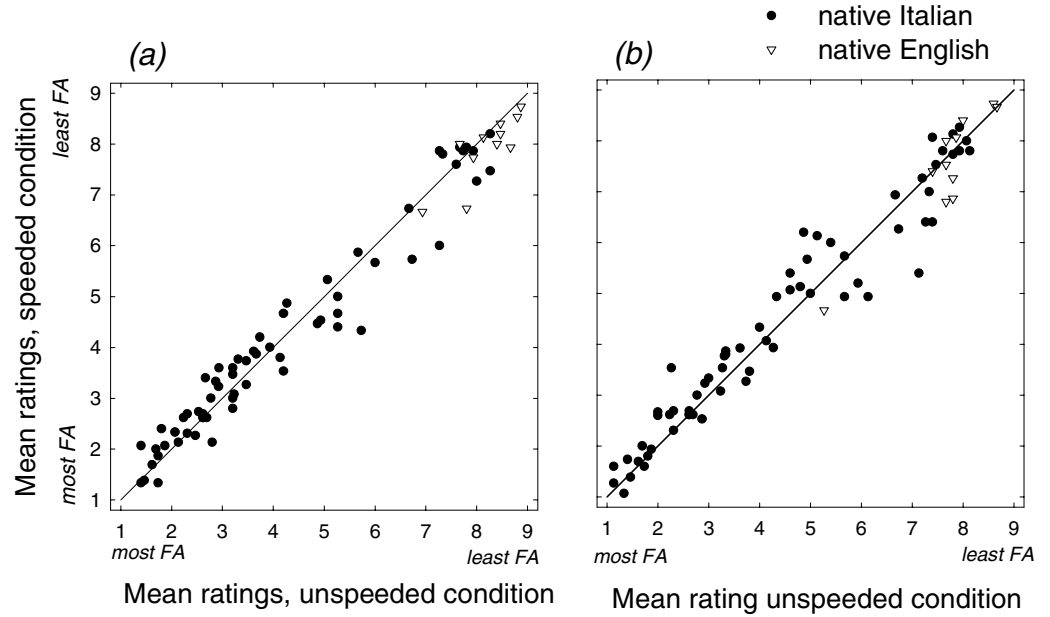 native Italian
native English
(a)
(b)
Mean ratings, speeded condition
least FA
most FA
9
8
7
6
5
4
3
2
1
1 2 3 4 5 6 7 8 9
most FA
least FA
Mean ratings, unspeeded condition
1 2 3 4 5 6 7 8 9
most FA
least FA
Mean rating unspeeded condition